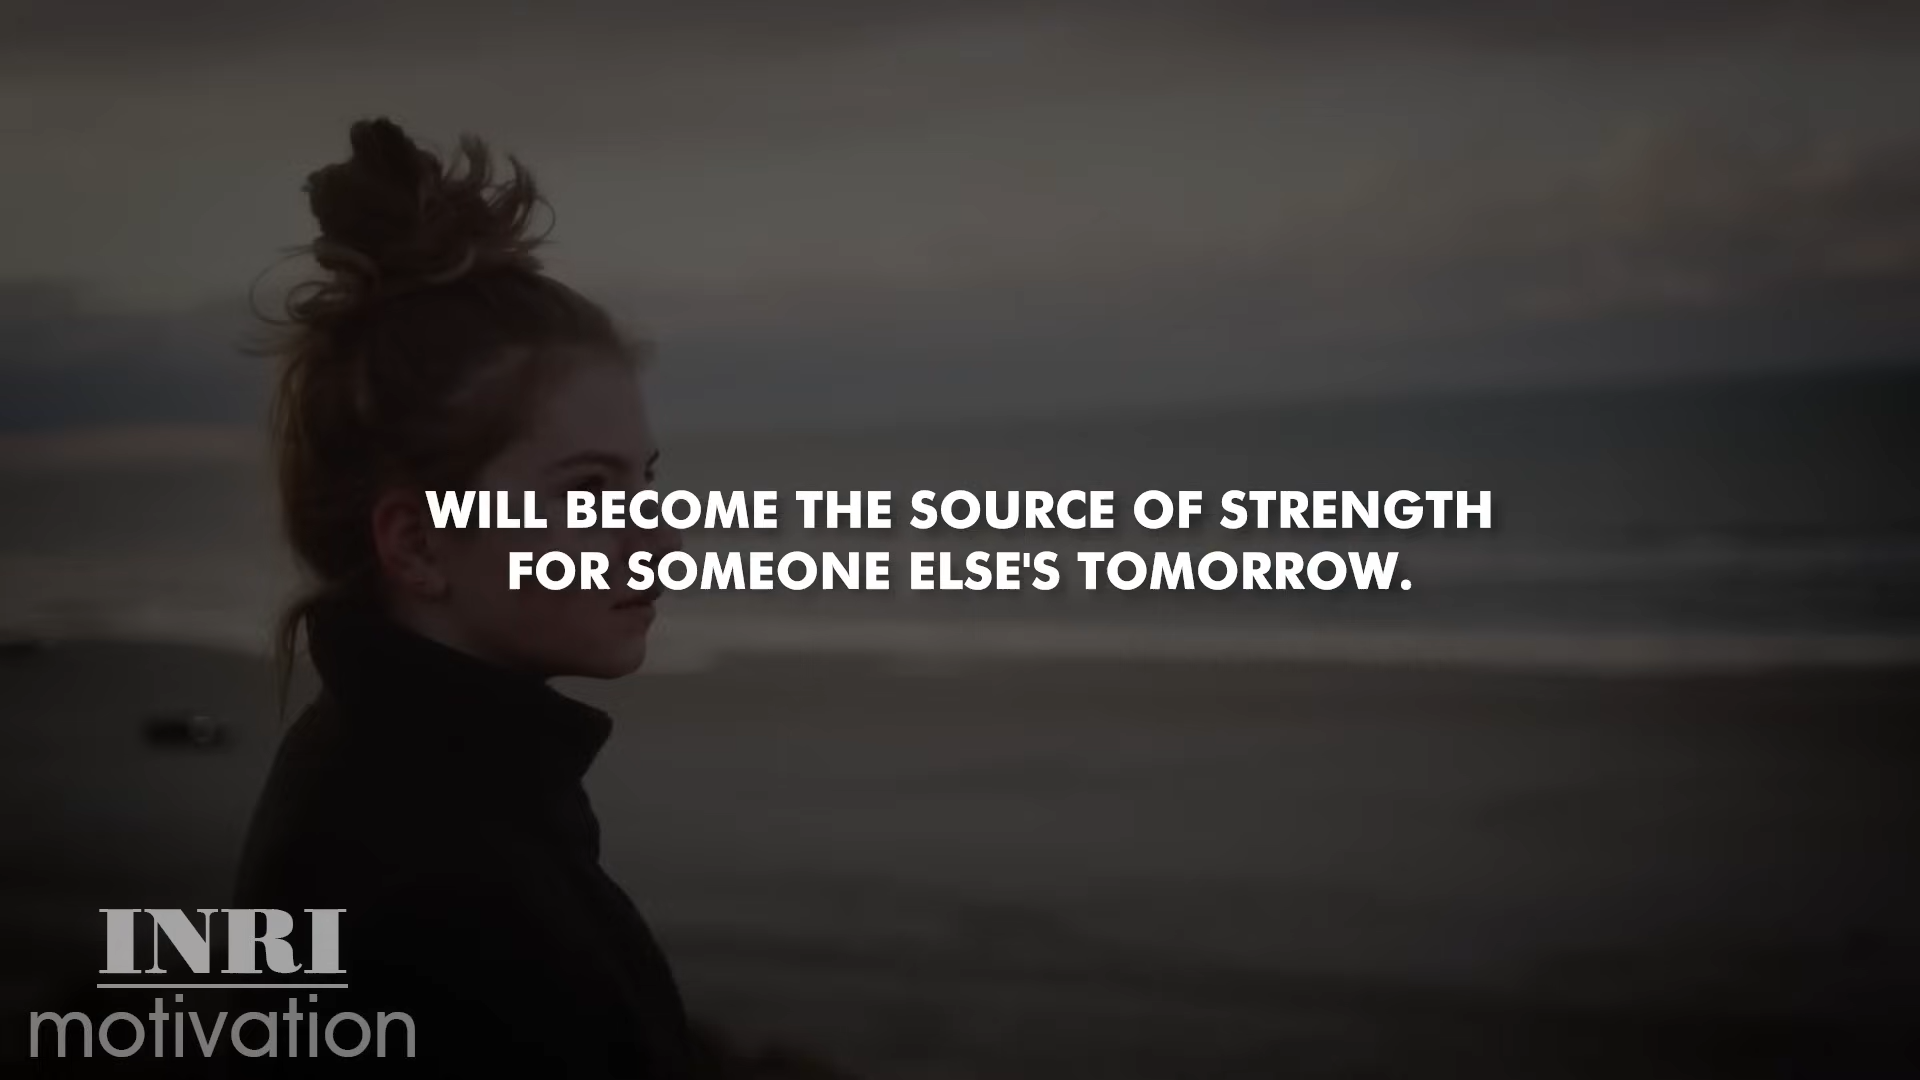 WILL BECOME THE SOURCE OF STRENGTH
FOR SOMEONE ELSE'S TOMORROW.
INRI
motivation